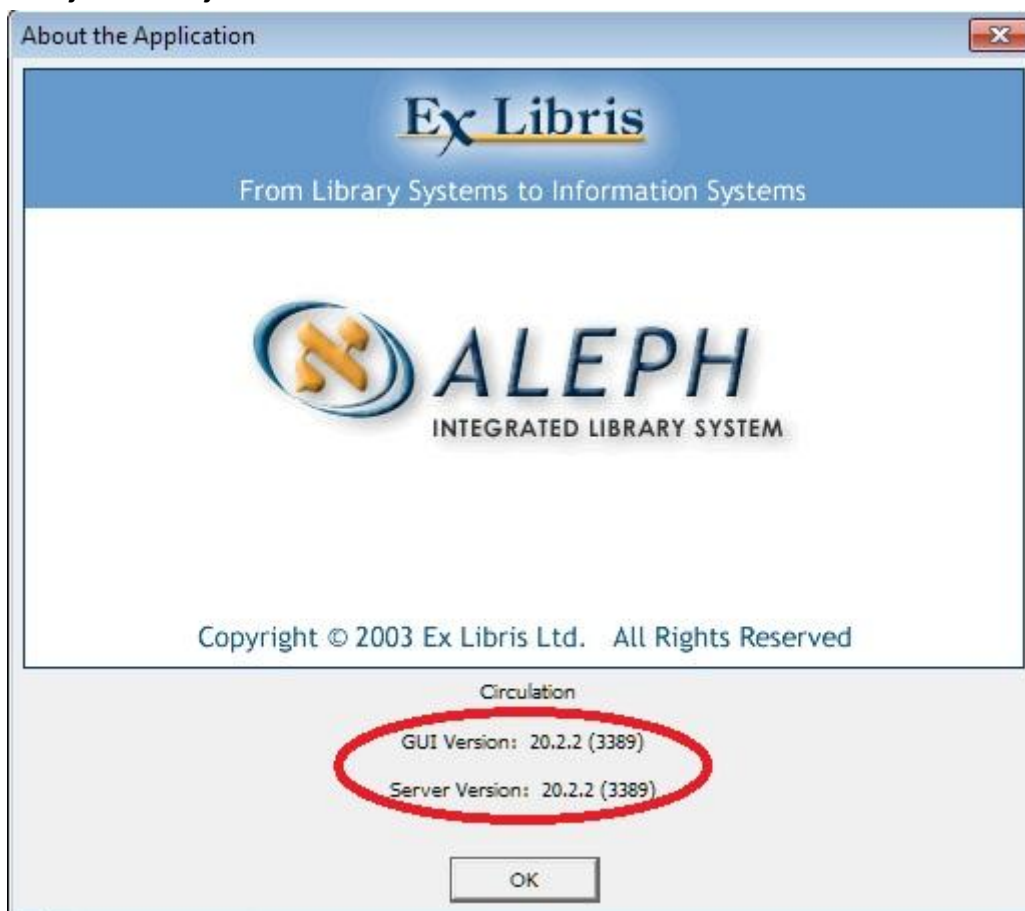 About the Application
Ex Libris
From Library Systems to Information Systems
א ALEPH
INTEGRATED LIBRARY SYSTEM
Copyright © 2003 Ex Libris Ltd. All Rights Reserved
Circulation
GUI Version: 20.2.2 (3389)
Server Version: 20.2.2 (3389)
OK